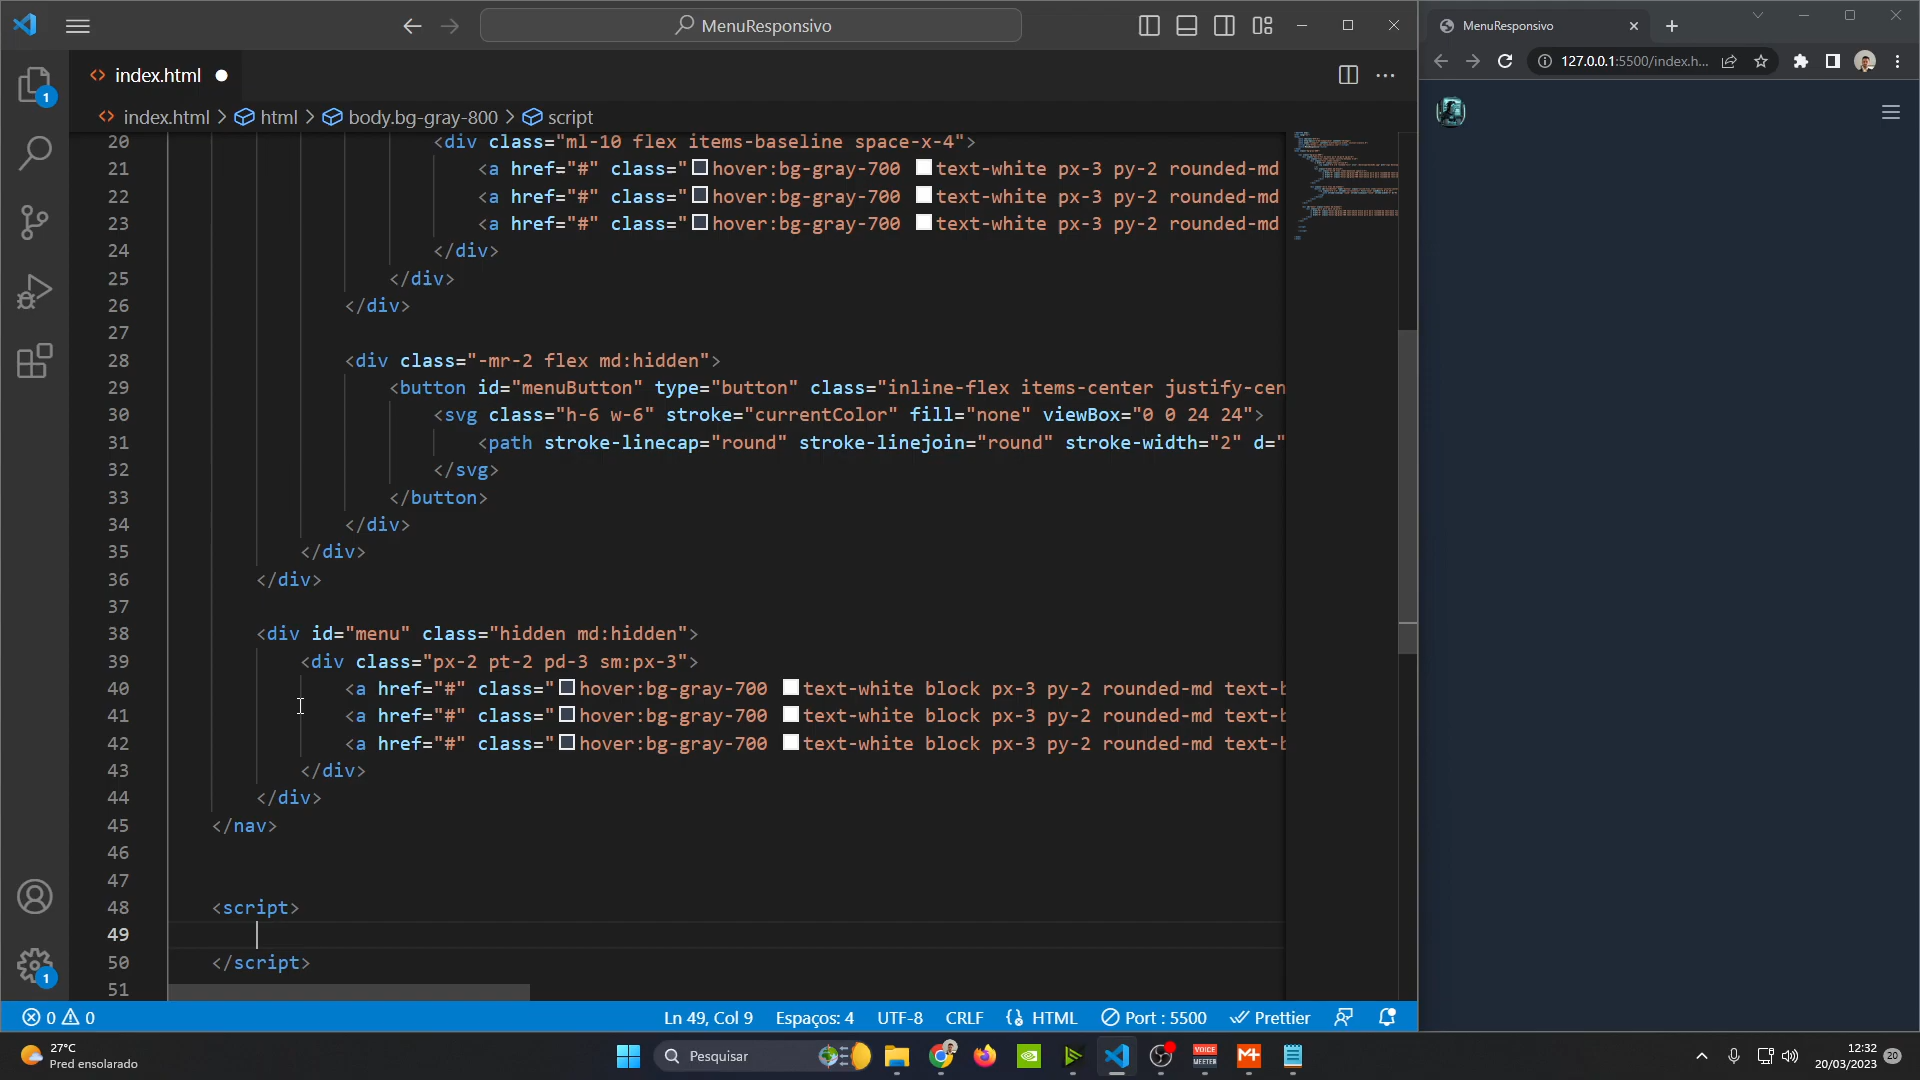 MenuResponsivo
index.html
index.html > html > body.bg-gray-800 > script
20 <div class="ml-10 flex items-baseline space-x-4">
21 <a href="#" class="hover:bg-gray-700 text-white px-3 py-2 rounded-md
22 <a href="#" class="hover:bg-gray-700 text-white px-3 py-2 rounded-md
23 <a href="#" class="hover:bg-gray-700 text-white px-3 py-2 rounded-md
24 </div>
25 </div>
26 </div>
27
28 <div class="-mr-2 flex md:hidden">
29 <button id="menuButton" type="button" class="inline-flex items-center justify-cen
30 <svg class="h-6 w-6" stroke="currentColor" fill="none" viewBox="0 0 24 24">
31 <path stroke-linecap="round" stroke-linejoin="round" stroke-width="2" d="
32 </svg>
33 </button>
34 </div>
35 </div>
36 </div>
37
38 <div id="menu" class="hidden md:hidden">
39 <div class="px-2 pt-2 pd-3 sm:px-3">
40 <a href="#" class="hover:bg-gray-700 text-white block px-3 py-2 rounded-md text-b
41 <a href="#" class="hover:bg-gray-700 text-white block px-3 py-2 rounded-md text-b
42 <a href="#" class="hover:bg-gray-700 text-white block px-3 py-2 rounded-md text-b
43 </div>
44 </div>
45 </nav>
46
47
48 <script>
49
50 </script>
51
1
1
0 0 Ln 49, Col 9 Espaços: 4 UTF-8 CRLF HTML Port : 5500 Prettier
MenuResponsivo
127.0.0.1:5500/index.h...
27°C
Pred ensolarado
Pesquisar
VOICE
MEETER
12:32
20/03/2023
20